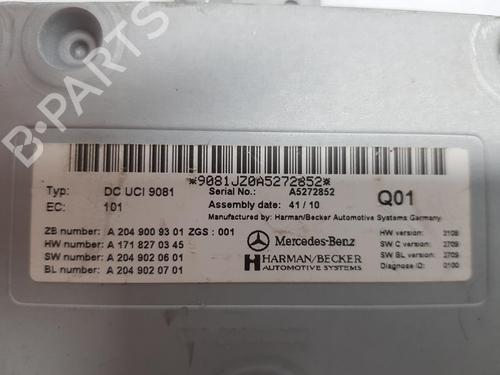 B-PARTS
*9081JZ0A5272852*
Typ: DC UCI 9081 Serial No.: A5272852
EC: 101 Assembly date: 41/10 Q01
Manufactured by: Harman/Becker Automotive Systems Germany
ZB number: A 204 900 93 01 ZGS : 001
HW number: A 171 827 03 45
SW number: A 204 902 06 01
BL number: A 204 902 07 01
Mercedes-Benz
HARMAN/BECKER
AUTOMOTIVE SYSTEMS
HW version: 2108
SW C version: 2709
SW BL version: 2709
Diagnose ID: 0100